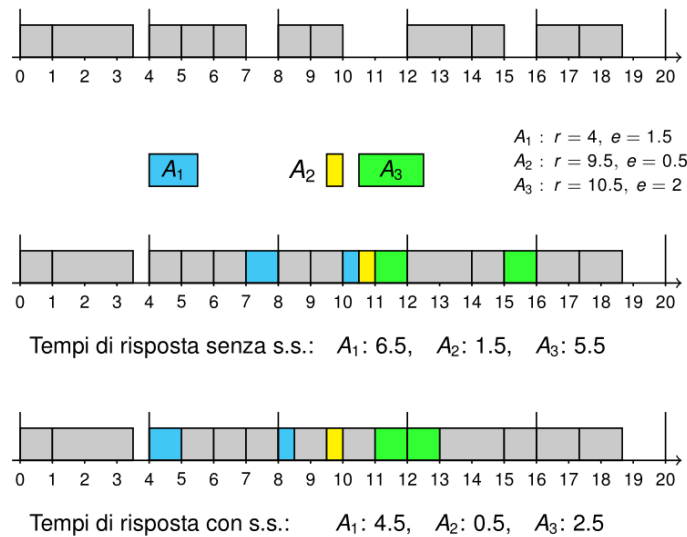 0 1 2 3 4 5 6 7 8 9 10 11 12 13 14 15 16 17 18 19 20
A₁ : r = 4, e = 1.5
A₁ A₂ A₃
A₂ : r = 9.5, e = 0.5
A₃ : r = 10.5, e = 2
0 1 2 3 4 5 6 7 8 9 10 11 12 13 14 15 16 17 18 19 20
Tempi di risposta senza s.s.: A₁: 6.5, A₂: 1.5, A₃: 5.5
0 1 2 3 4 5 6 7 8 9 10 11 12 13 14 15 16 17 18 19 20
Tempi di risposta con s.s.: A₁: 4.5, A₂: 0.5, A₃: 2.5